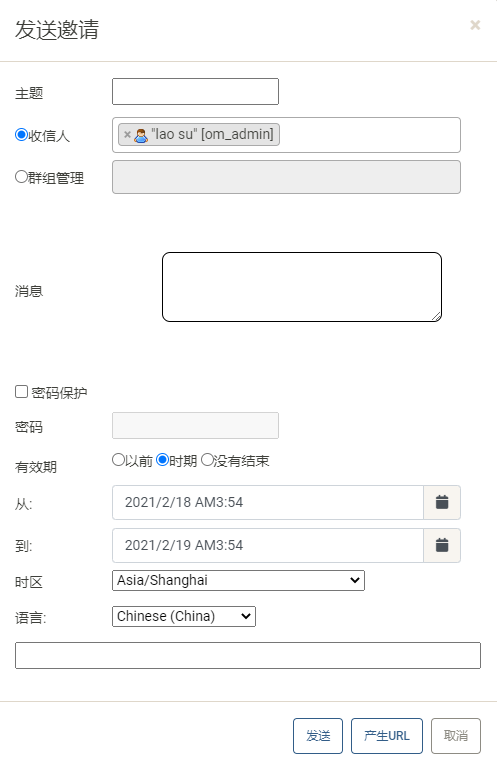 发送邀请
×
主题
收信人 × "lao su" [om_admin]
群组管理
消息
密码保护
密码
有效期 以前 时期 没有结束
从: 2021/2/18 AM3:54
到: 2021/2/19 AM3:54
时区 Asia/Shanghai
语言: Chinese (China)
发送 产生URL 取消